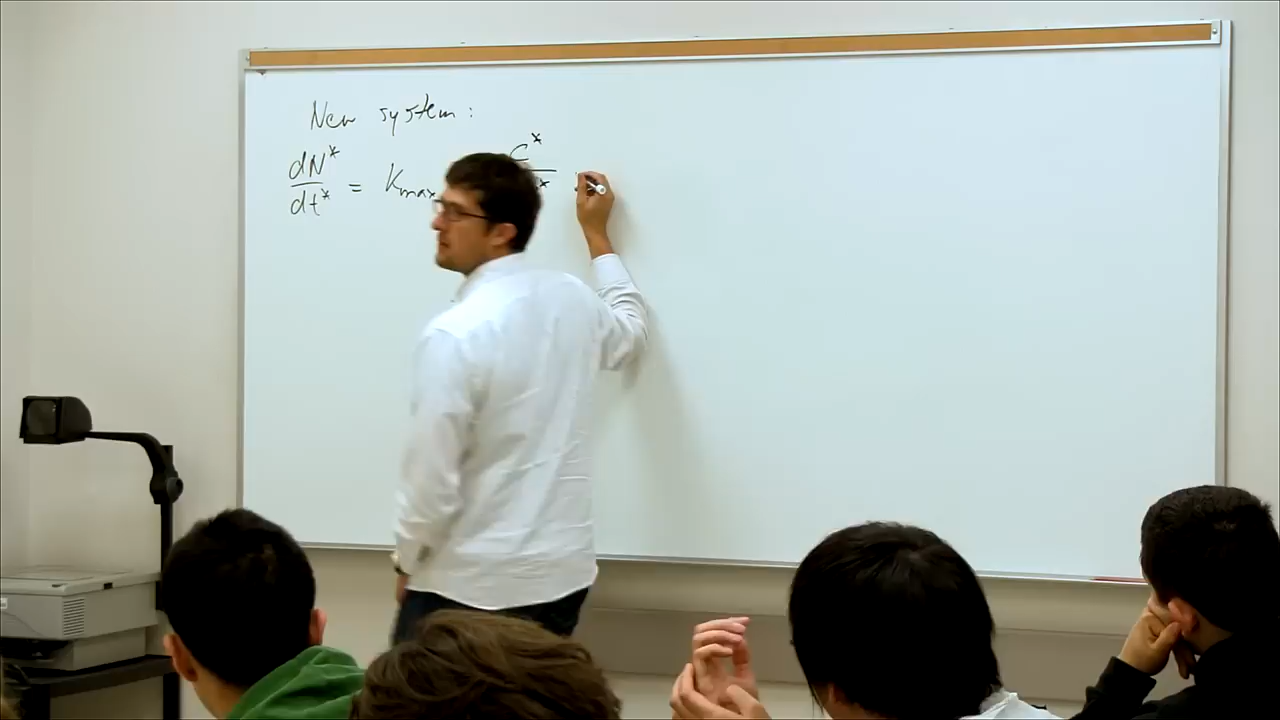 New system:
dN*
dt*
= Kmax
C*
*